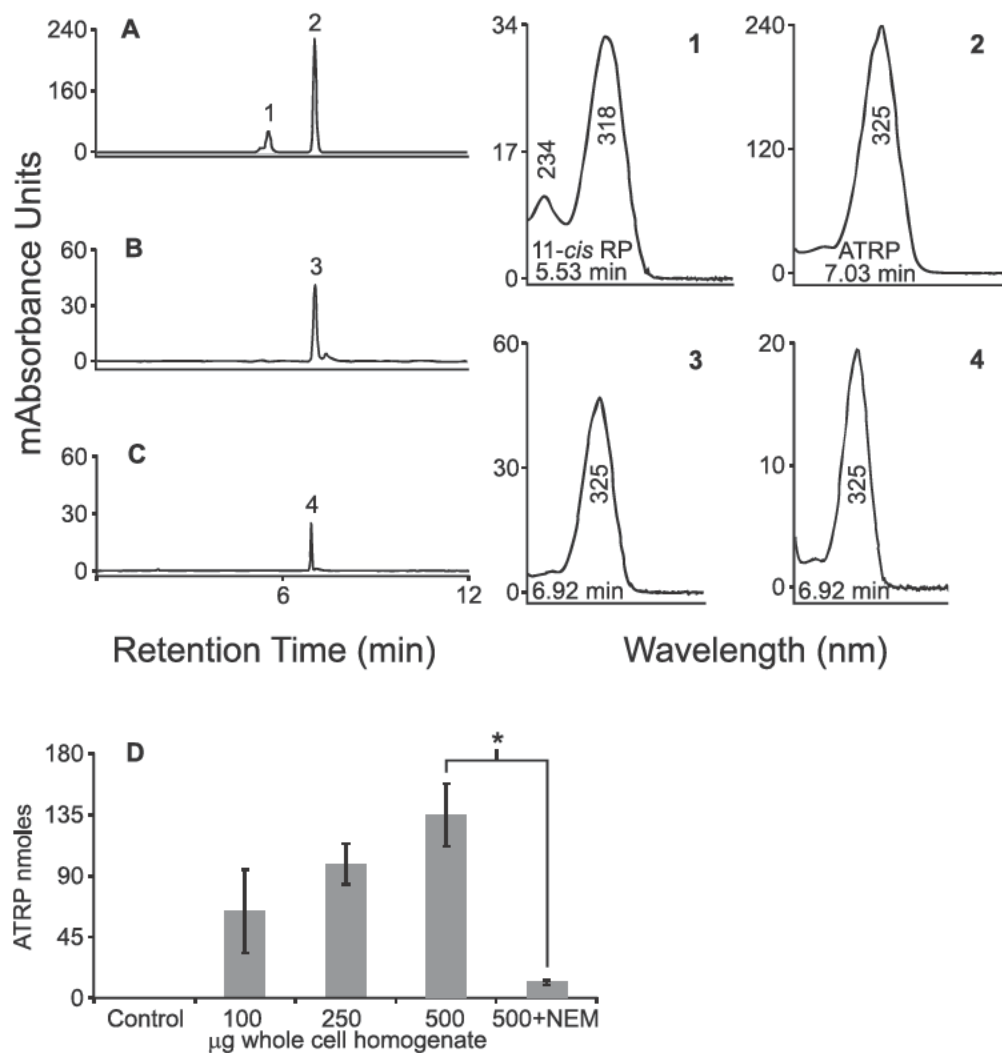 mAbsorbance Units
A
240
160
80
0
1
2
B
60
30
0
3
C
60
30
0
4
6
12
Retention Time (min)
1
34
17
0
234
318
11-cis RP
5.53 min
2
240
120
0
325
ATRP
7.03 min
3
60
30
0
325
6.92 min
4
20
10
0
325
6.92 min
Wavelength (nm)
D
ATRP nmoles
180
135
90
45
0
*
Control 100 250 500 500+NEM
μg whole cell homogenate